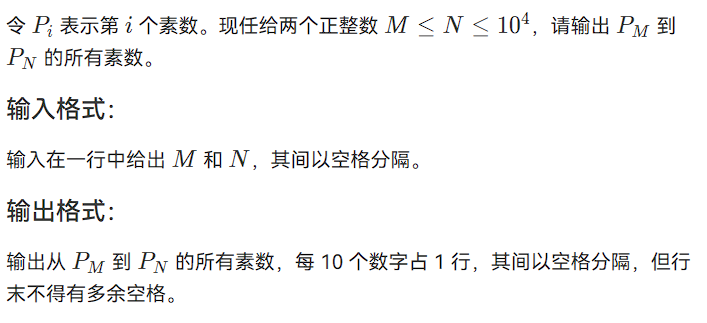 令 $P_i$ 表示第 $i$ 个素数。现任给两个正整数 $M \leq N \leq 10^4$，请输出 $P_M$ 到
$P_N$ 的所有素数。
输入格式：
输入在一行中给出 $M$ 和 $N$，其间以空格分隔。
输出格式：
输出从 $P_M$ 到 $P_N$ 的所有素数，每 10 个数字占 1 行，其间以空格分隔，但行
末不得有多余空格。